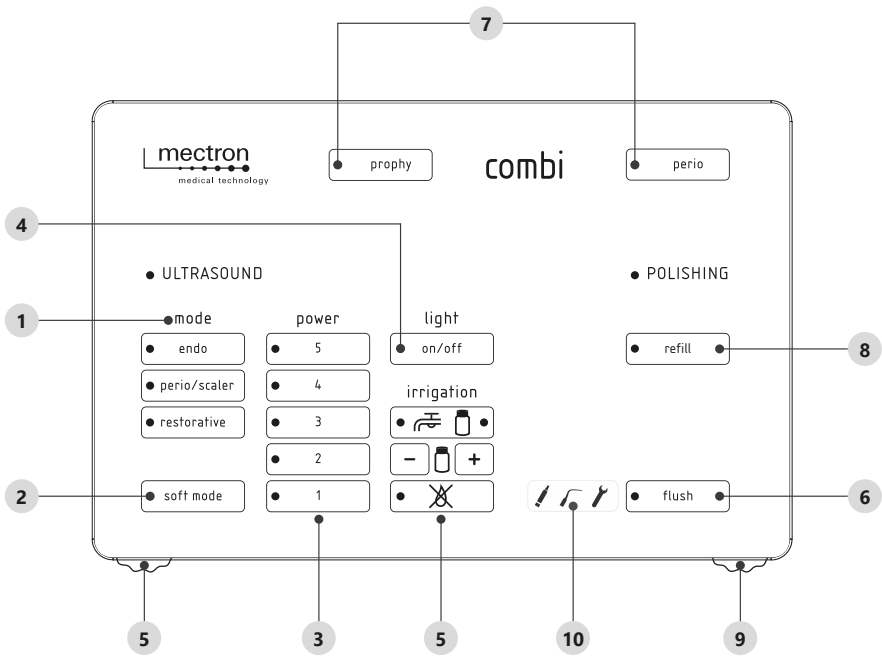 7
mectron
medical technology
prophy
combi
perio
4
ULTRASOUND
POLISHING
1
mode
power
light
endo
5
on/off
refill
8
perio/scaler
4
irrigation
restorative
3
2
- +
2
soft mode
1
flush
6
5
3
5
10
9